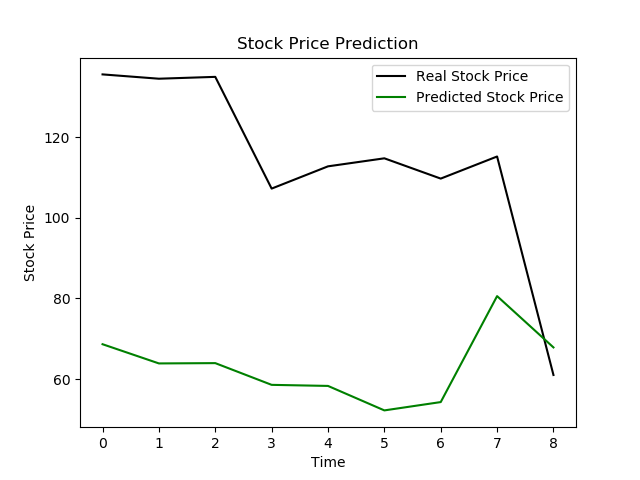 Stock Price Prediction
Real Stock Price
Predicted Stock Price
Stock Price
120
100
80
60
0 1 2 3 4 5 6 7 8
Time